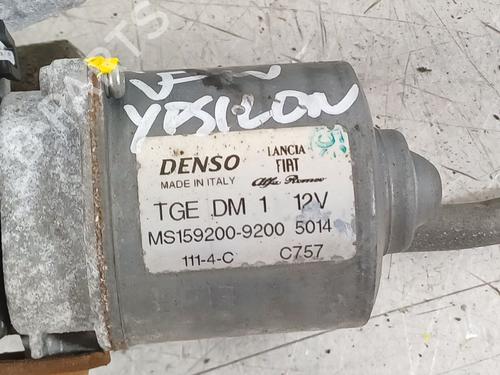 YPSILON
DENSO
LANCIA
FIAT
MADE IN ITALY
Alfa Romeo
TGE DM 1 12V
MS159200-9200 5014
111-4-C
C757
PARTS